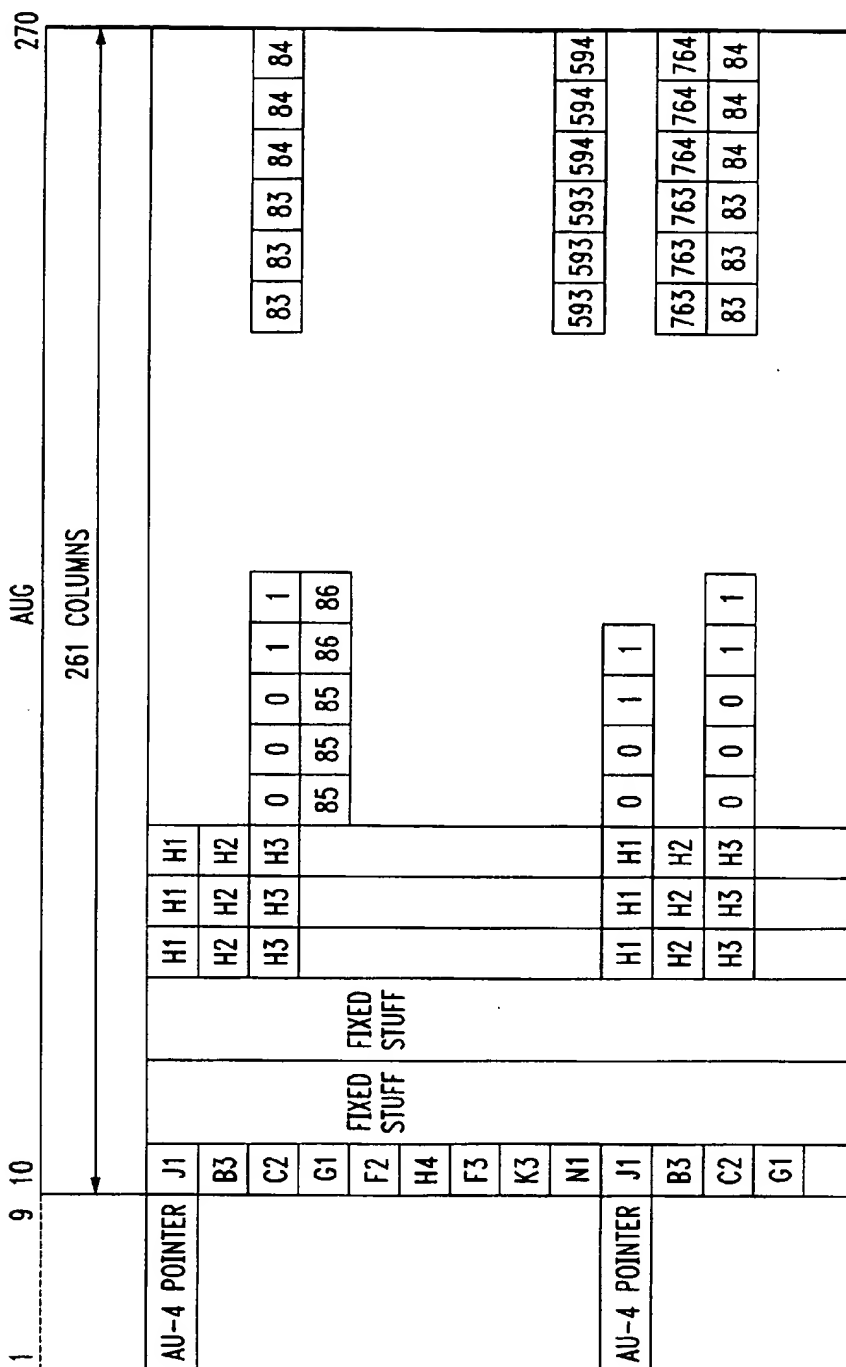 1 9 10 AUG 270
261 COLUMNS
AU-4 POINTER J1 H1 H1 H1
B3 H2 H2 H2
C2 H3 H3 H3 0 0 0 1 1 83 83 83 84 84 84
G1 85 85 85 86 86
F2 FIXED FIXED
STUFF STUFF
H4
F3
K3
N1 593 593 593 594 594 594
AU-4 POINTER J1 H1 H1 H1 0 0 1 1
B3 H2 H2 H2 763 763 763 764 764 764
C2 H3 H3 H3 0 0 0 1 1 83 83 83 84 84 84
G1